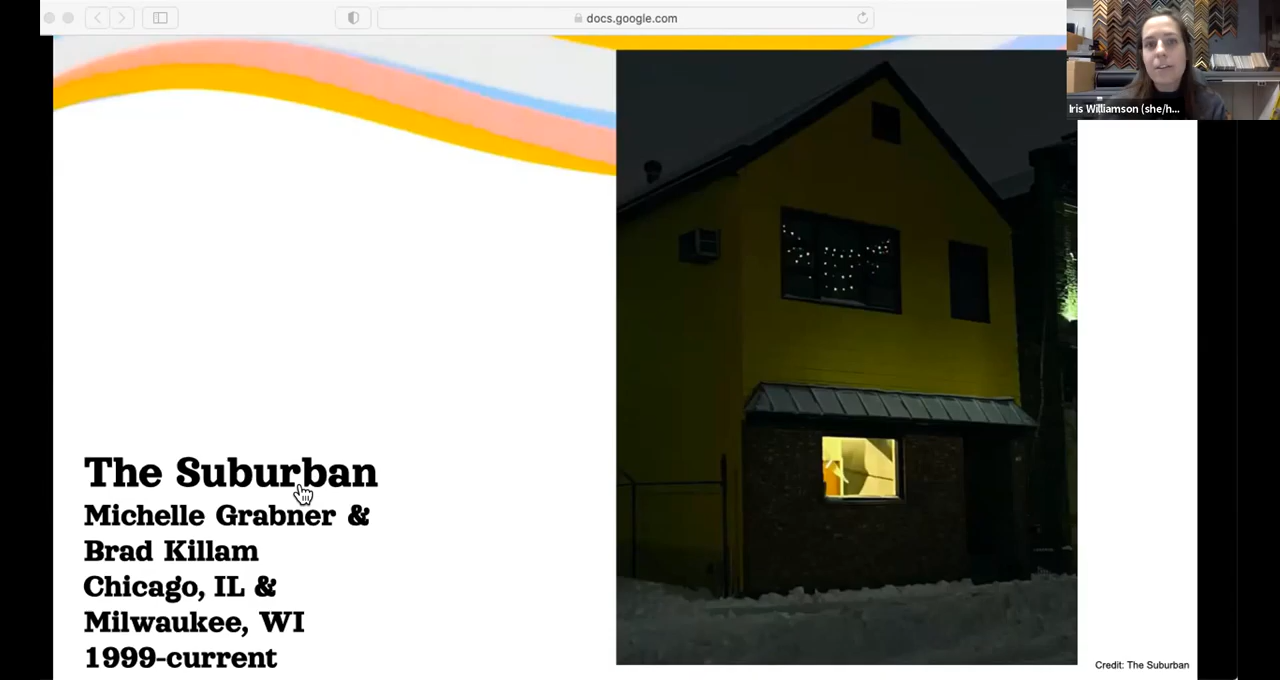 docs.google.com
Iris Williamson (she/h...
The Suburban
Michelle Grabner &
Brad Killam
Chicago, IL &
Milwaukee, WI
1999-current
Credit: The Suburban